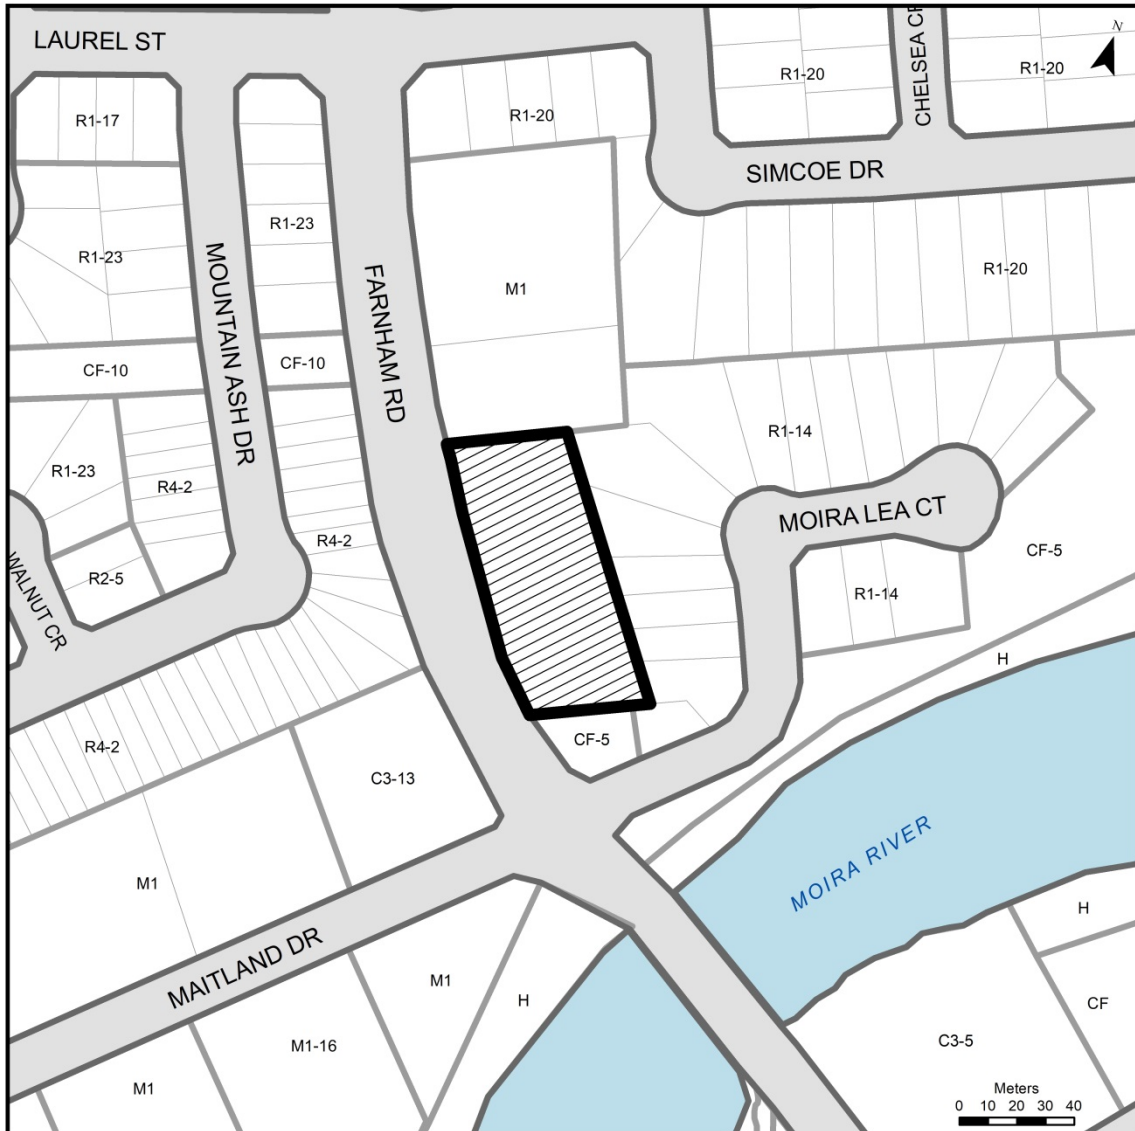 LAUREL ST
CHELSEA CR
N
R1-20
R1-20
R1-17
R1-20
SIMCOE DR
R1-23
R1-23
MOUNTAIN ASH DR
FARNHAM RD
R1-20
M1
CF-10
CF-10
R1-14
R1-23
R4-2
MOIRA LEA CT
R4-2
CF-5
WALNUT CR
R2-5
R1-14
H
R4-2
CF-5
C3-13
MOIRA RIVER
M1
H
MAITLAND DR
M1
H
CF
M1-16
C3-5
M1
Meters
0 10 20 30 40